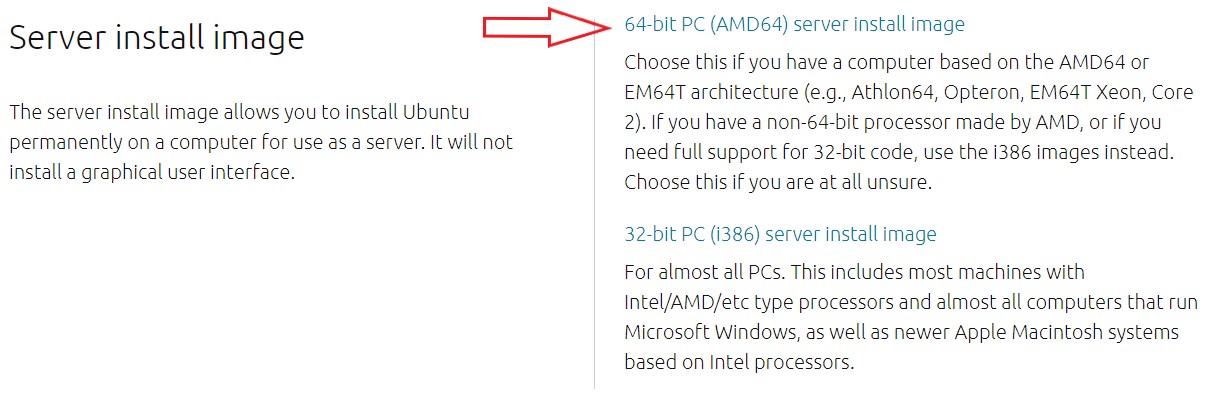 Server install image
The server install image allows you to install Ubuntu
permanently on a computer for use as a server. It will not
install a graphical user interface.
64-bit PC (AMD64) server install image
Choose this if you have a computer based on the AMD64 or
EM64T architecture (e.g., Athlon64, Opteron, EM64T Xeon, Core
2). If you have a non-64-bit processor made by AMD, or if you
need full support for 32-bit code, use the i386 images instead.
Choose this if you are at all unsure.
32-bit PC (i386) server install image
For almost all PCs. This includes most machines with
Intel/AMD/etc type processors and almost all computers that run
Microsoft Windows, as well as newer Apple Macintosh systems
based on Intel processors.